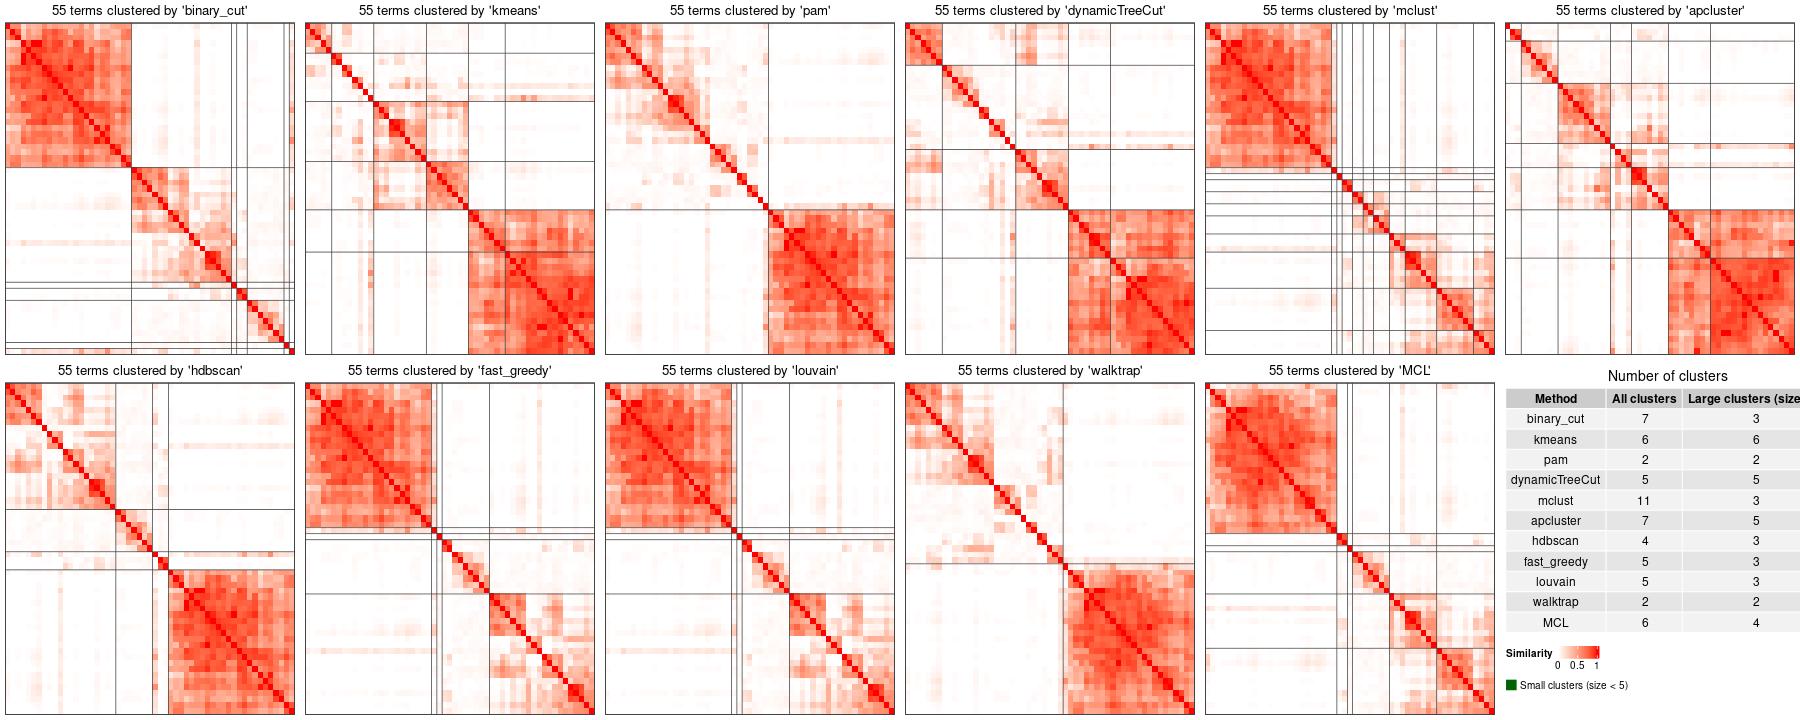 55 terms clustered by 'binary_cut'
55 terms clustered by 'kmeans'
55 terms clustered by 'pam'
55 terms clustered by 'dynamicTreeCut'
55 terms clustered by 'mclust'
55 terms clustered by 'apcluster'
55 terms clustered by 'hdbscan'
55 terms clustered by 'fast_greedy'
55 terms clustered by 'louvain'
55 terms clustered by 'walktrap'
55 terms clustered by 'MCL'
Number of clusters
Method All clusters Large clusters (size
binary_cut 7 3
kmeans 6 6
pam 2 2
dynamicTreeCut 5 5
mclust 11 3
apcluster 7 5
hdbscan 4 3
fast_greedy 5 3
louvain 5 3
walktrap 2 2
MCL 6 4
Similarity
0 0.5 1
Small clusters (size < 5)